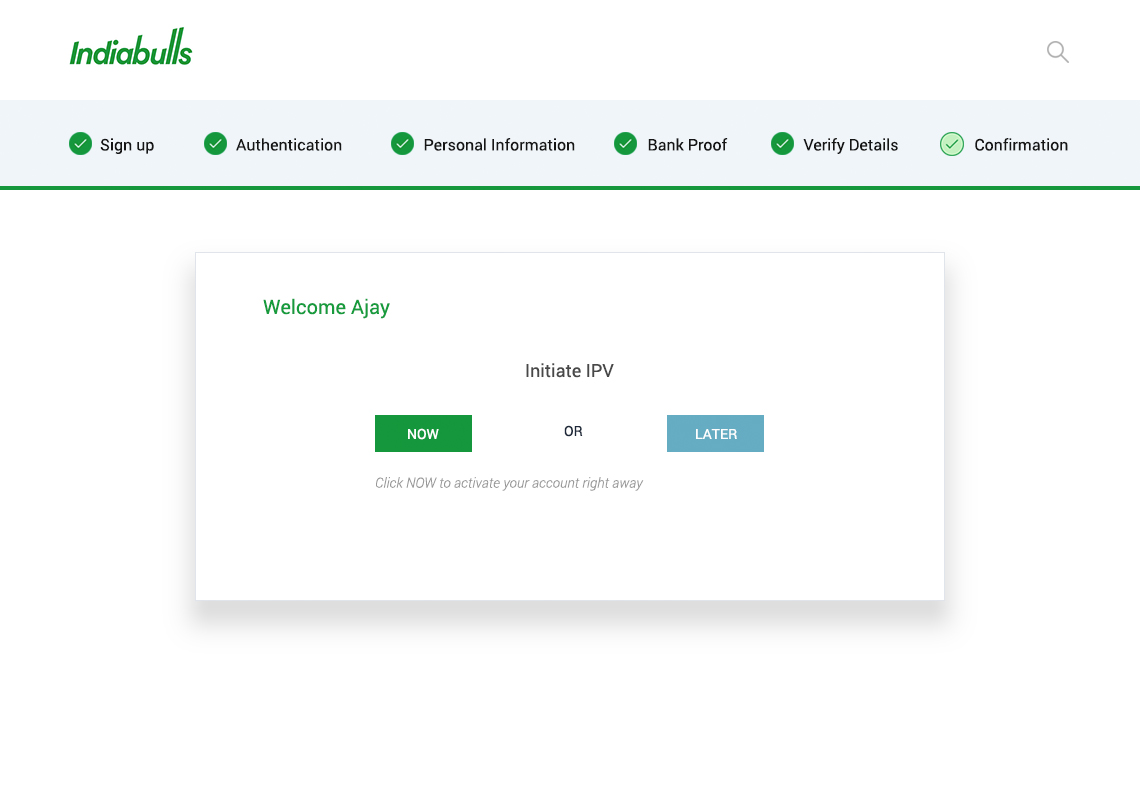 Indiabulls
Sign up Authentication Personal Information Bank Proof Verify Details Confirmation
Welcome Ajay
Initiate IPV
NOW OR LATER
Click NOW to activate your account right away